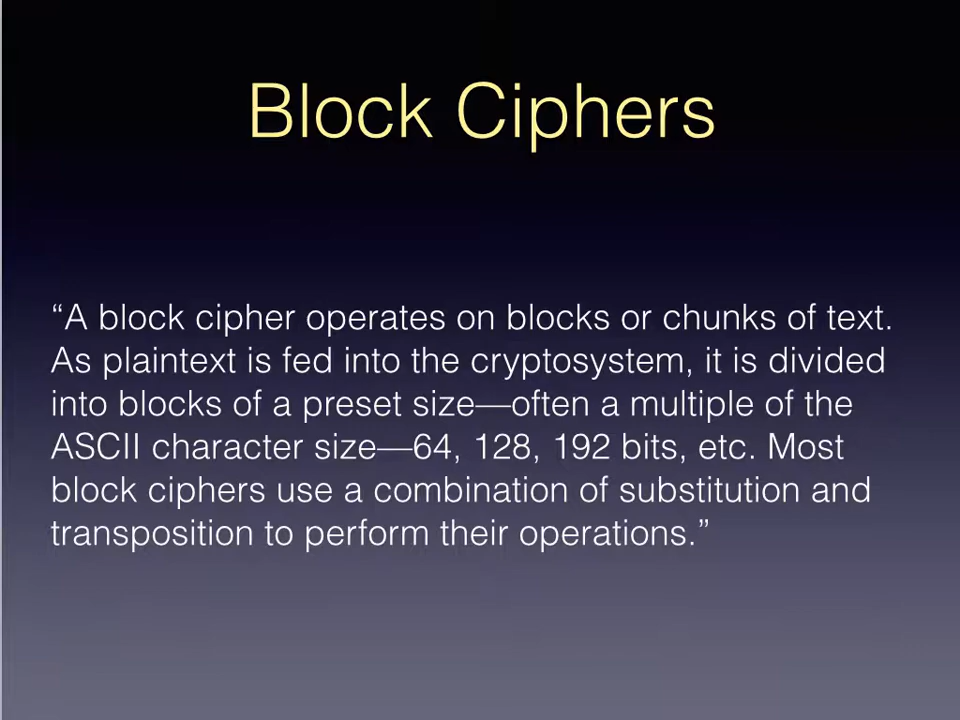 Block Ciphers
“A block cipher operates on blocks or chunks of text.
As plaintext is fed into the cryptosystem, it is divided
into blocks of a preset size—often a multiple of the
ASCII character size—64, 128, 192 bits, etc. Most
block ciphers use a combination of substitution and
transposition to perform their operations.”